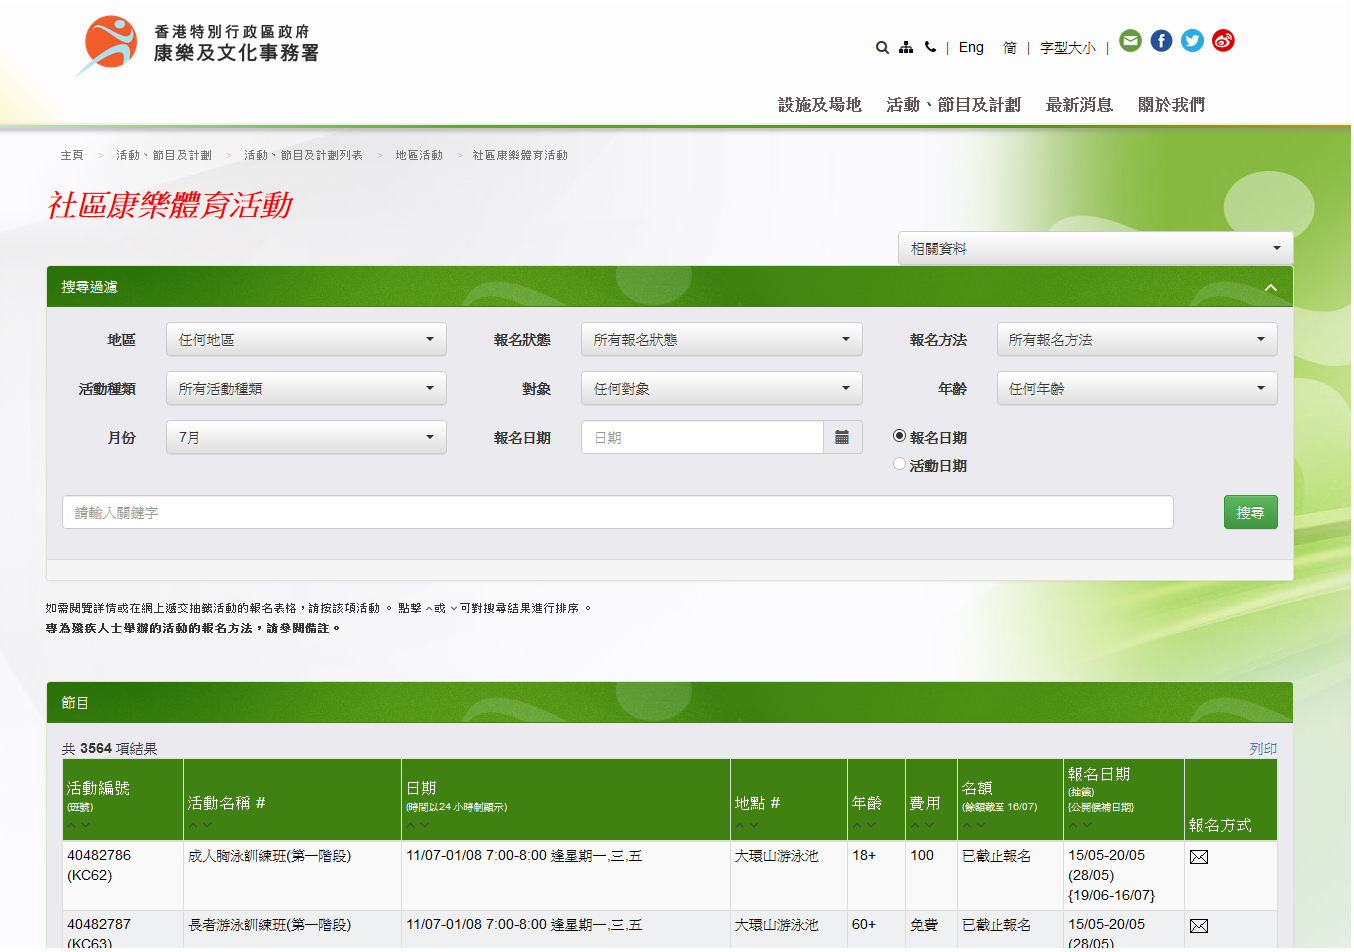 香港特別行政區政府
康樂及文化事務署
| Eng 简 | 字型大小 |
設施及場地 活動、節目及計劃 最新消息 關於我們
主頁 > 活動、節目及計劃 > 活動、節目及計劃列表 > 地區活動 > 社區康樂體育活動
社區康樂體育活動
相關資料
搜尋過濾
地區 任何地區 報名狀態 所有報名狀態 報名方法 所有報名方法
活動種類 所有活動種類 對象 任何對象 年齡 任何年齡
月份 7月 報名日期 日期 報名日期
活動日期
請輸入關鍵字 搜尋
如需閱覽詳情或在網上遞交抽籤活動的報名表格，請按該項活動 。 點擊 或 可對搜尋結果進行排序 。
專為殘疾人士舉辦的活動的報名方法，請參閱備註。
節目
共 3564 項結果 列印
活動編號
(班號)
活動名稱 #
日期
(時間以24 小時制顯示)
地點 #
年齡
費用
名額
(餘額截至 16/07)
報名日期
(抽籤)
{公開候補日期}
報名方式
40482786 成人胸泳訓練班(第一階段) 11/07-01/08 7:00-8:00 逢星期一,三,五 大環山游泳池 18+ 100 已截止報名 15/05-20/05
(KC62) (28/05)
{19/06-16/07}
40482787 長者游泳訓練班(第一階段) 11/07-01/08 7:00-8:00 逢星期一,三,五 大環山游泳池 60+ 免費 已截止報名 15/05-20/05
(KC63) (28/05)